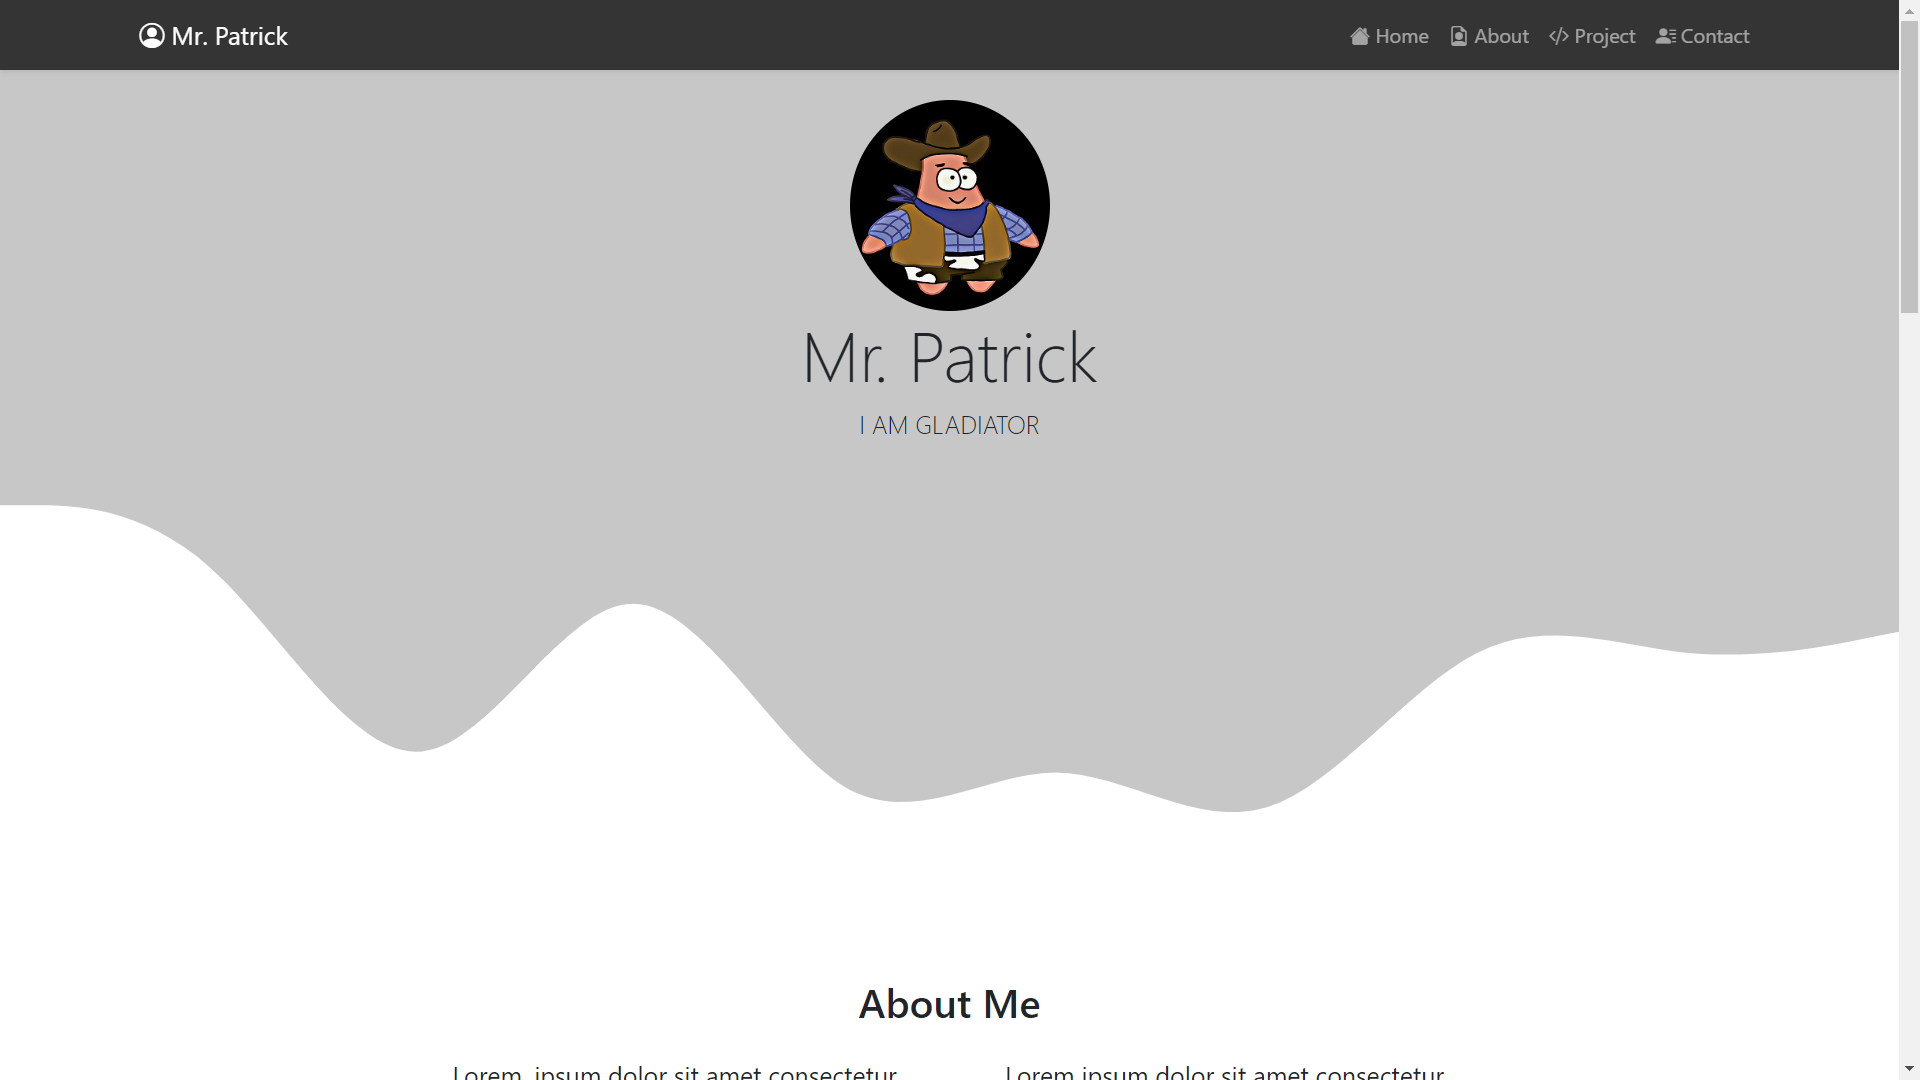 Mr. Patrick
Home About Project Contact
Mr. Patrick
I AM GLADIATOR
About Me
Lorem, ipsum dolor sit amet consectetur
Lorem ipsum dolor sit amet consectetur